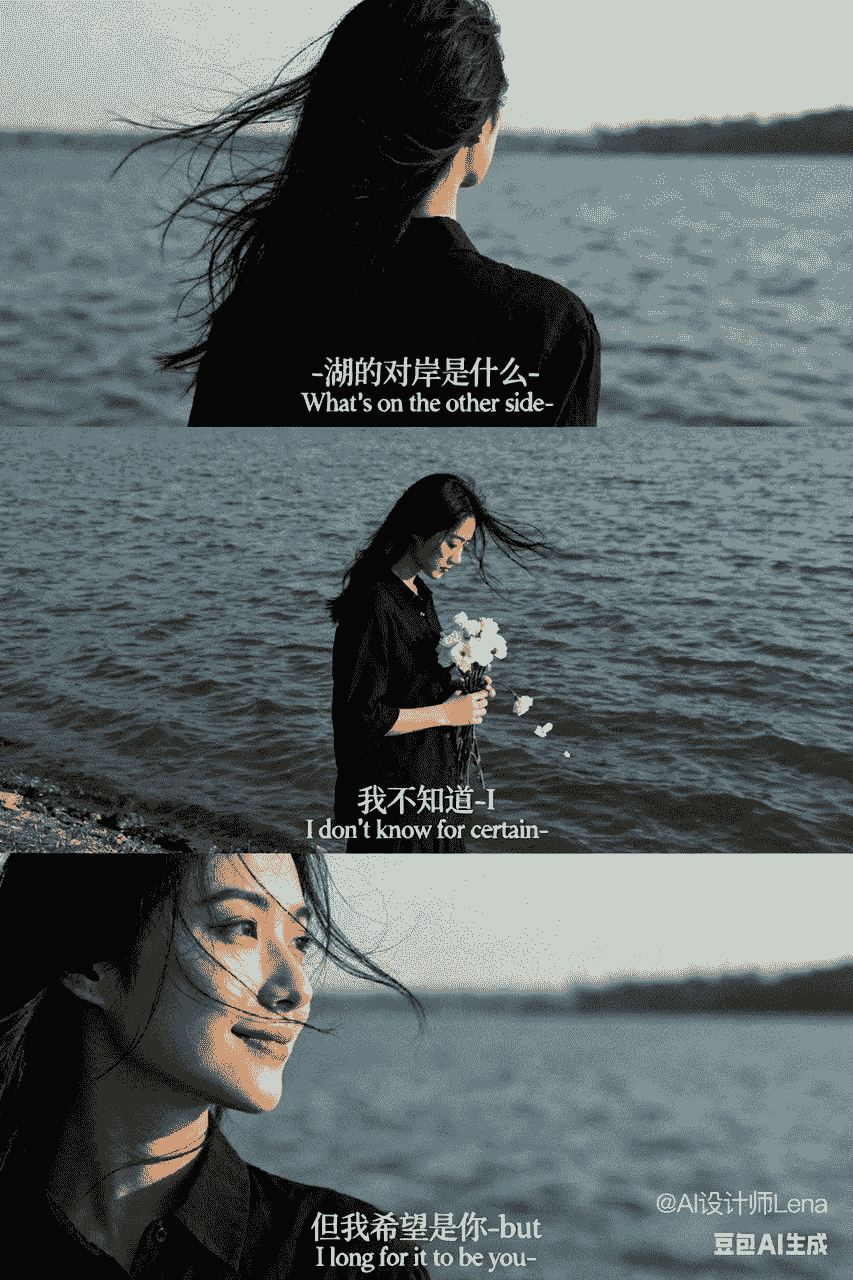 -湖的对岸是什么-
What's on the other side-
我不知道-I
I don't know for certain-
但我希望是你-but
I long for it to be you-
@AI设计师Lena
豆包AI生成